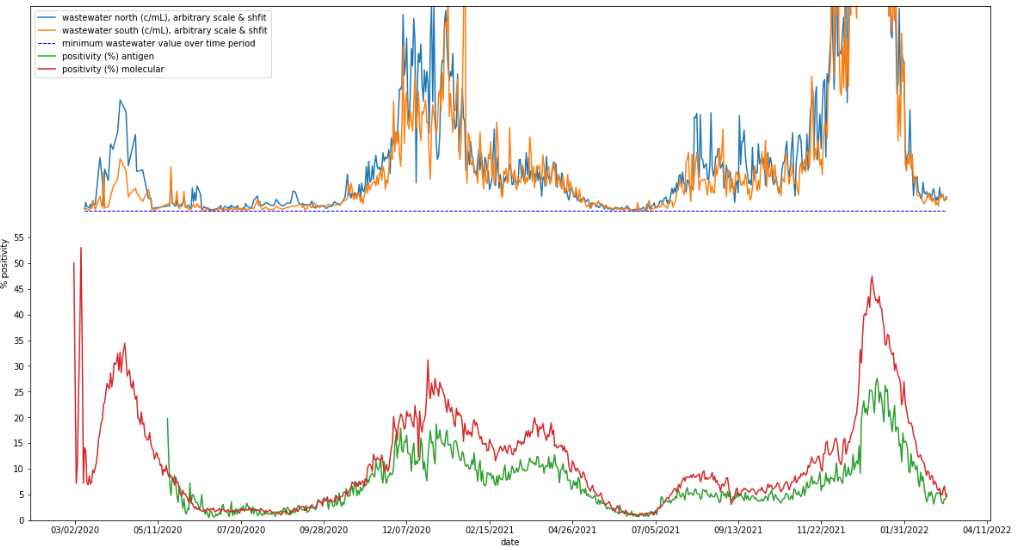 wastewater north (c/mL), arbitrary scale & shfit
wastewater south (c/mL), arbitrary scale & shfit
minimum wastewater value over time period
positivity (%) antigen
positivity (%) molecular
% positivity
55
50
45
40
35
30
25
20
15
10
5
0
03/02/2020 05/11/2020 07/20/2020 09/28/2020 12/07/2020 02/15/2021 04/26/2021 07/05/2021 09/13/2021 11/22/2021 01/31/2022 04/11/2022
date